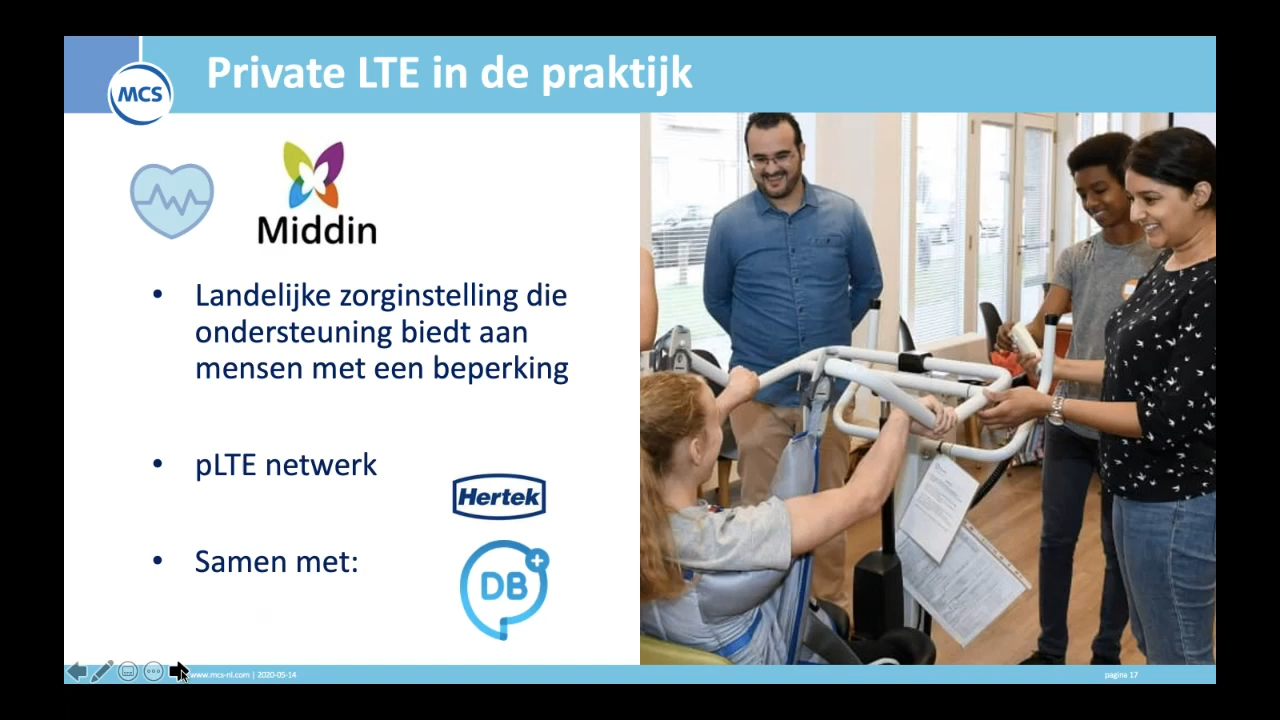 Private LTE in de praktijk
MCS
Middin
• Landelijke zorginstelling die
ondersteuning biedt aan
mensen met een beperking
• pLTE netwerk
Hertek
• Samen met:
DB+
www.mcs-nl.com | 2020-05-14
pagina 17